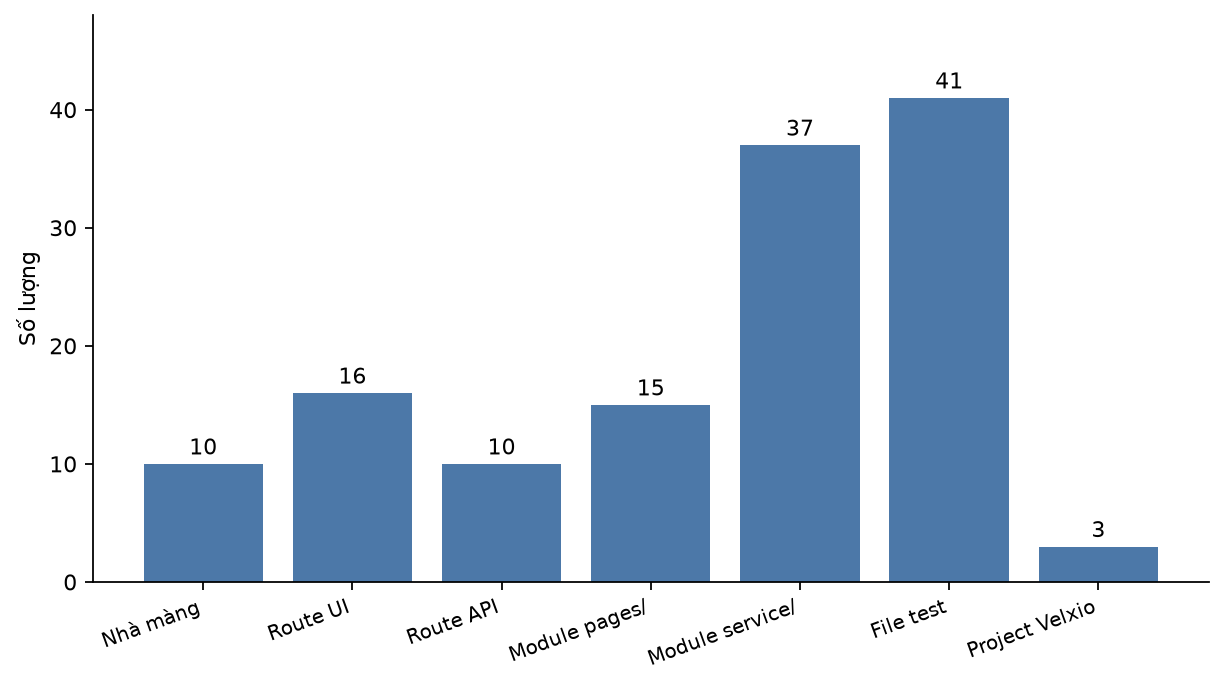 Số lượng
40
30
20
10
0
10
16
10
15
37
41
3
Nhà màng
Route UI
Route API
Module pages/
Module service/
File test
Project Velxio